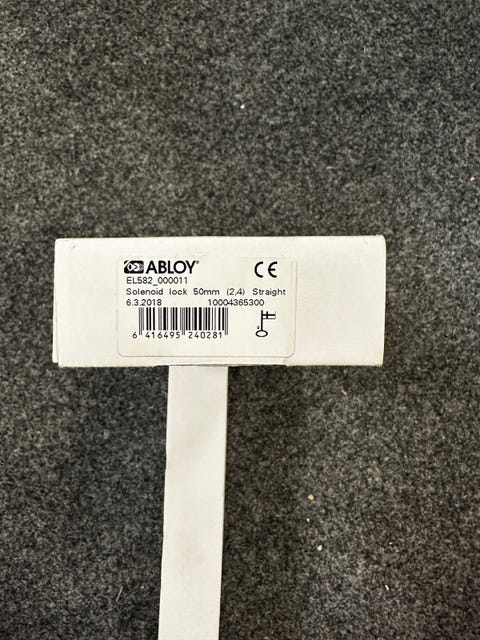 ABLOY CE
EL582_000011
Solenoid lock 50mm (2,4) Straight
6.3.2018 10004365300
6 416495 240281